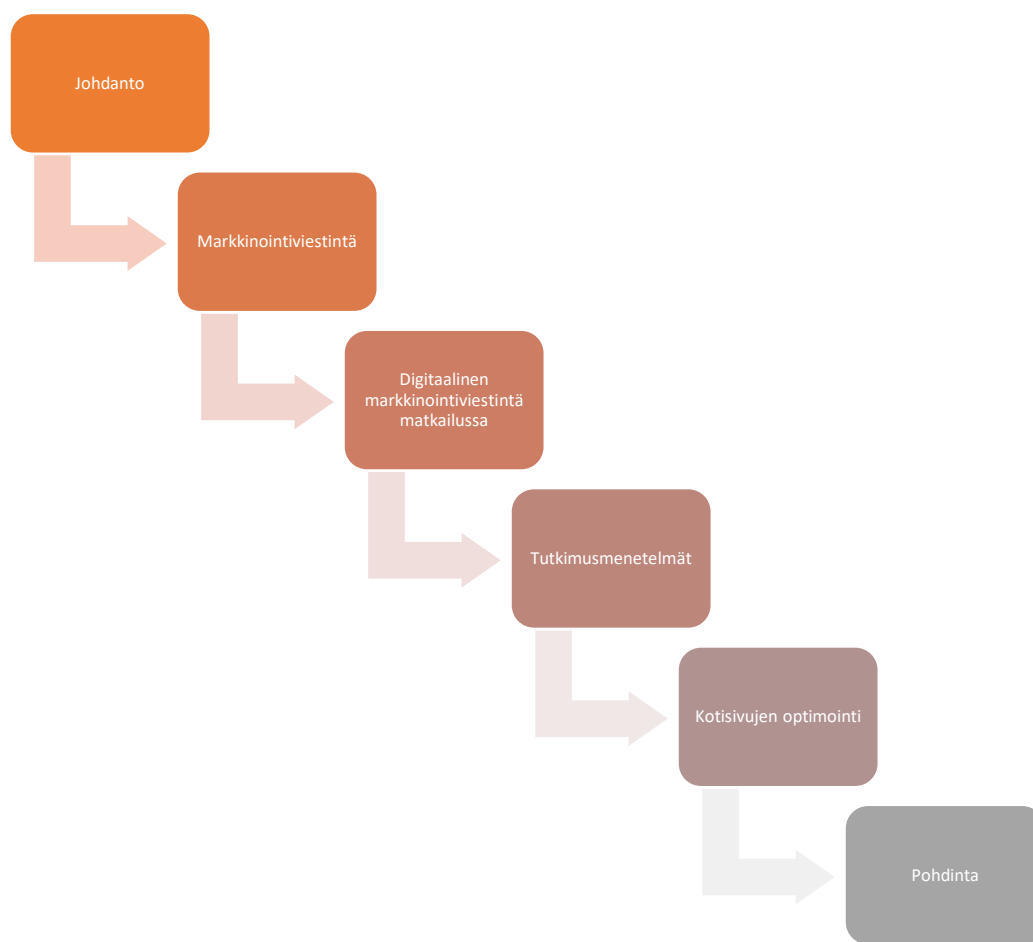 Johdanto
Markkinointiviestintä
Digitaalinen
markkinointiviestintä
matkailussa
Tutkimusmenetelmät
Kotisivujen optimointi
Pohdinta